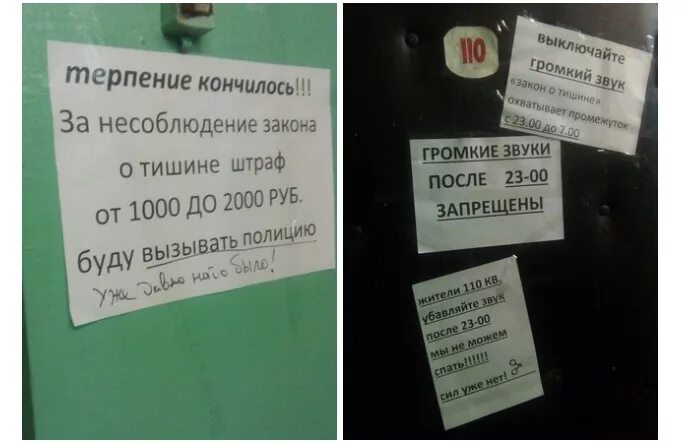 терпение кончилось!!!
За несоблюдение закона
о тишине штраф
от 1000 ДО 2000 РУБ.
буду вызывать полицию
Уже давно надо было!
110
выключайте
громкий звук
«закон о тишине»
охватывает промежуток
с 23.00 до 7.00
ГРОМКИЕ ЗВУКИ
ПОСЛЕ 23-00
ЗАПРЕЩЕНЫ
жители 110 КВ,
убавляйте звук
после 23-00
мы не можем
спать!!!!!!
сил уже нет!